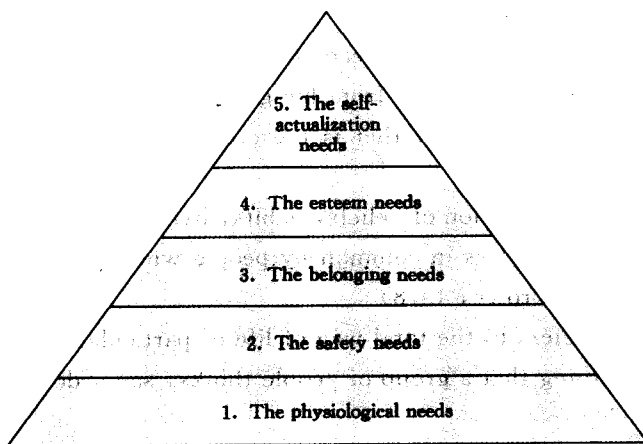 5. The self-
actualization
needs
4. The esteem needs
3. The belonging needs
2. The safety needs
1. The physiological needs